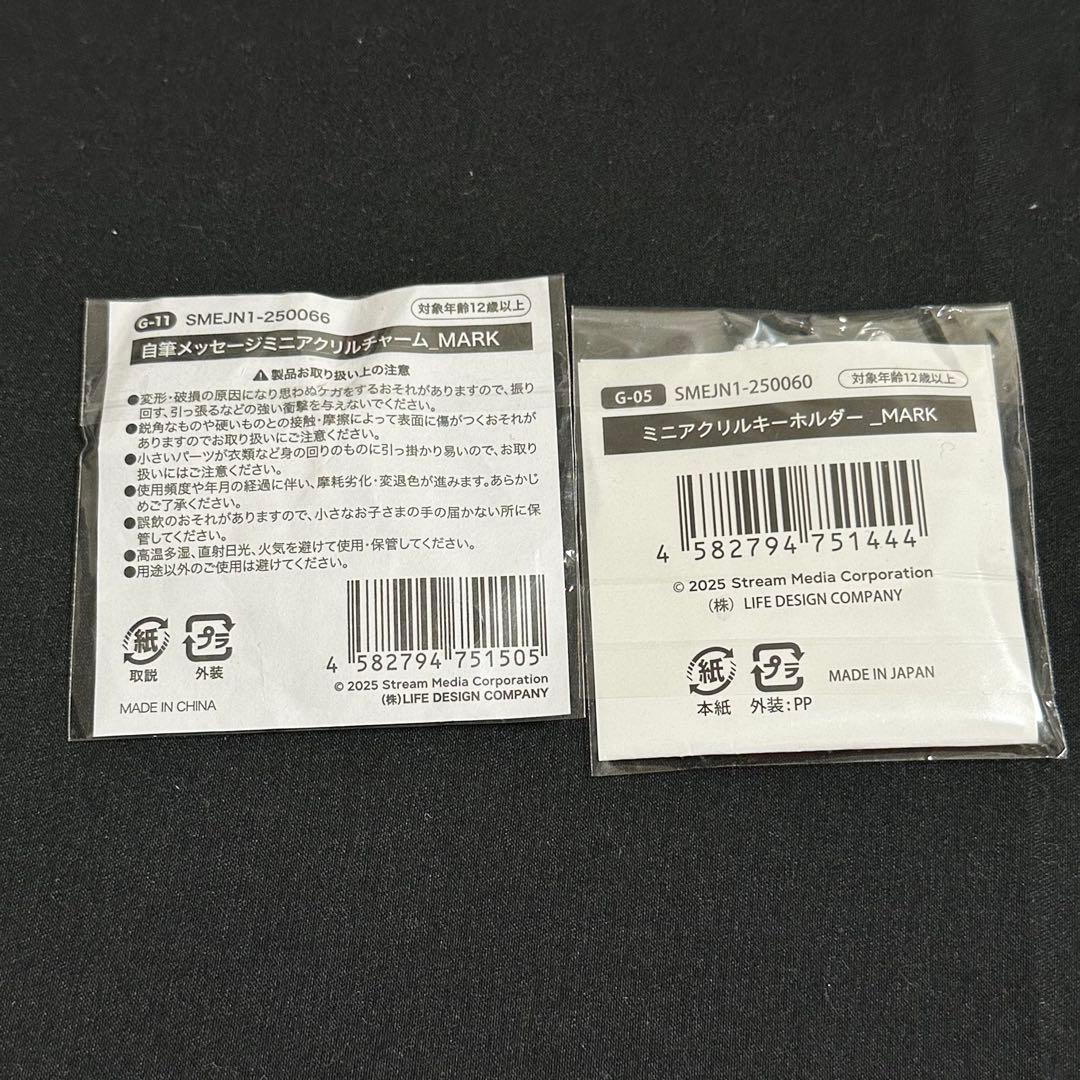 G-11 SMEJN1-250066 対象年齢12歳以上
自筆メッセージミニアクリルチャーム_MARK
⚠製品お取り扱い上の注意
●変形・破損の原因になり思わぬケガをするおそれがありますので、振り
回す、引っ張るなどの強い衝撃を与えないでください。
●鋭角なものや硬いものとの接触・摩擦によって表面に傷がつくおそれが
ありますのでお取り扱いにご注意ください。
●小さいパーツが衣類など身の回りのものに引っ掛かり易いので、お取り
扱いにはご注意ください。
●使用頻度や年月の経過に伴い、摩耗劣化・変退色が進みます。あらかじ
めご了承ください。
●誤飲のおそれがありますので、小さなお子さまの手の届かない所に保
管してください。
●高温多湿、直射日光、火気を避けて使用・保管してください。
●用途以外のご使用は避けてください。
紙 プラ
取説 外装
4 582794 751505
© 2025 Stream Media Corporation
(株)LIFE DESIGN COMPANY
MADE IN CHINA
G-05 SMEJN1-250060 対象年齢12歳以上
ミニアクリルキーホルダー _MARK
4 582794 751444
© 2025 Stream Media Corporation
(株) LIFE DESIGN COMPANY
紙 プラ
本紙 外装:PP
MADE IN JAPAN